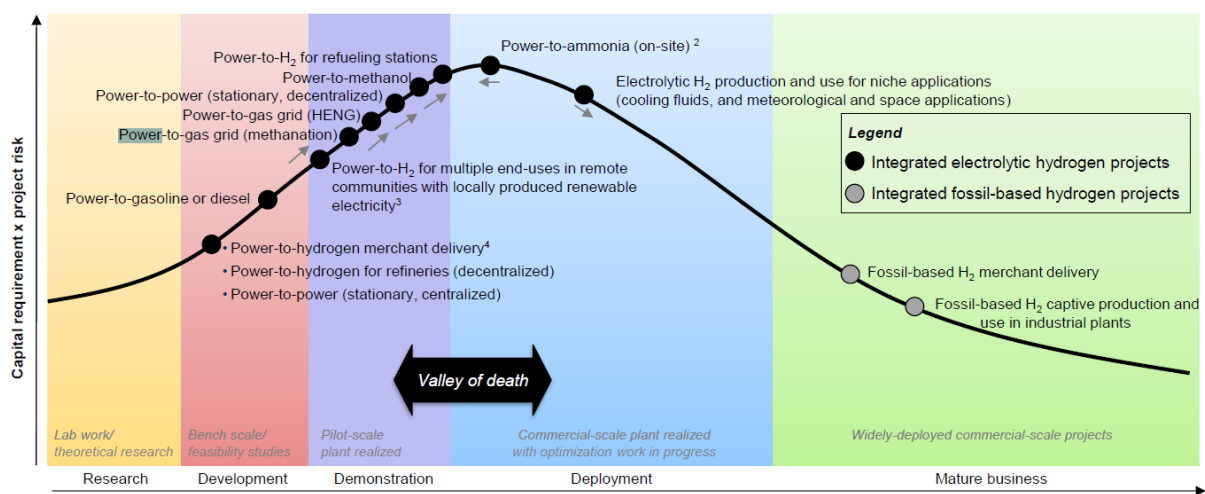 Capital requirement x project risk
Power-to-H₂ for refueling stations
Power-to-methanol
Power-to-power (stationary, decentralized)
Power-to-gas grid (HENG)
Power-to-gas grid (methanation)
Power-to-gasoline or diesel
Power-to-ammonia (on-site) ²
Electrolytic H₂ production and use for niche applications
(cooling fluids, and meteorological and space applications)
Power-to-H₂ for multiple end-uses in remote
communities with locally produced renewable
electricity³
• Power-to-hydrogen merchant delivery⁴
• Power-to-hydrogen for refineries (decentralized)
• Power-to-power (stationary, centralized)
Legend
Integrated electrolytic hydrogen projects
Integrated fossil-based hydrogen projects
Fossil-based H₂ merchant delivery
Fossil-based H₂ captive production and
use in industrial plants
Valley of death
Lab work/
theoretical research
Bench scale/
feasibility studies
Pilot-scale
plant realized
Commercial-scale plant realized
with optimization work in progress
Widely-deployed commercial-scale projects
Research
Development
Demonstration
Deployment
Mature business